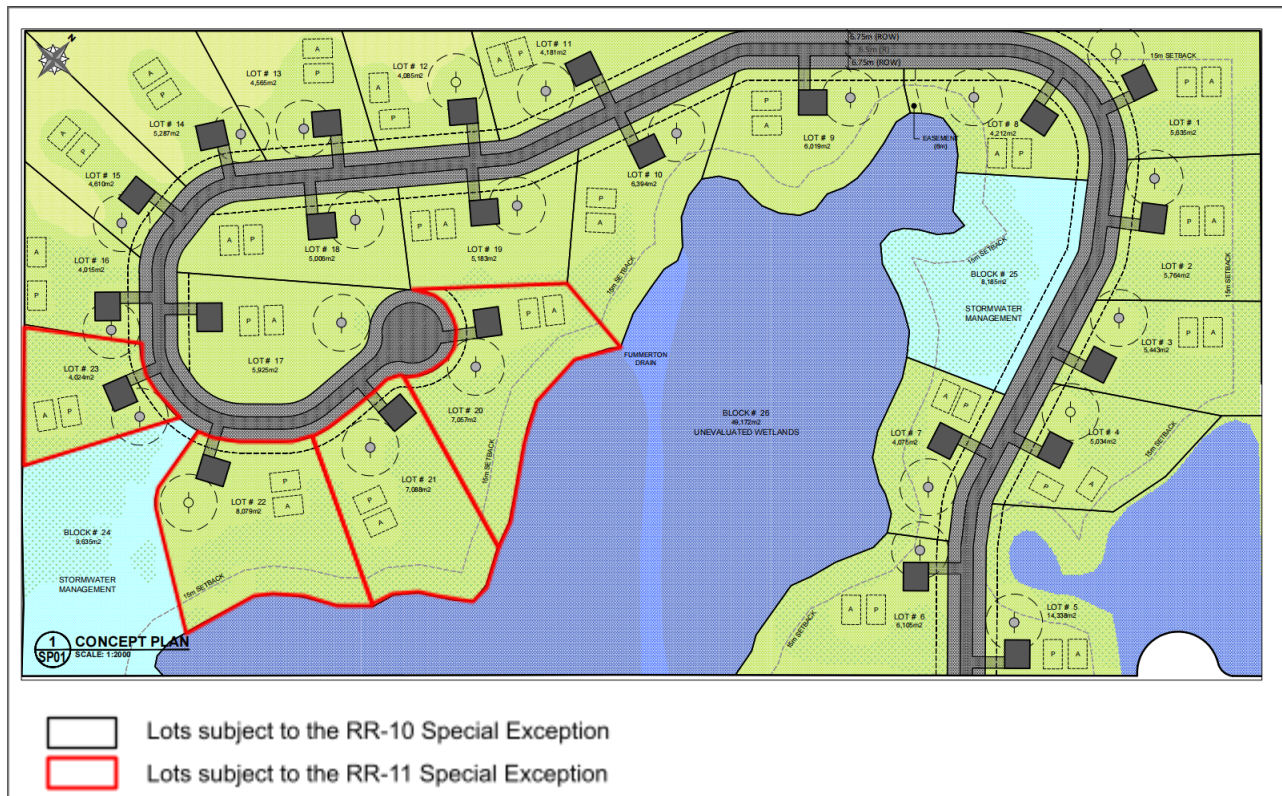 N
6.75m (ROW)
6.5m (R)
6.75m (ROW)
15m SETBACK
LOT # 11
4,181m2
A
P
LOT # 12
4,085m2
A
P
LOT # 13
4,565m2
A
P
LOT # 14
5,287m2
A
P
LOT # 15
4,610m2
A
P
LOT # 16
4,015m2
A
P
LOT # 9
6,019m2
P
A
EASEMENT
(6m)
LOT # 8
4,212m2
A
P
LOT # 1
5,835m2
P
A
LOT # 10
6,394m2
P
A
LOT # 18
5,006m2
A
P
LOT # 19
5,183m2
P
A
LOT # 2
5,764m2
P
A
15m SETBACK
15m SETBACK
15m SETBACK
BLOCK # 25
8,185m2
STORMWATER
MANAGEMENT
LOT # 17
5,925m2
P
A
LOT # 3
5,443m2
P
A
FUMMERTON
DRAIN
LOT # 23
4,024m2
A
P
LOT # 20
7,057m2
P
A
15m SETBACK
BLOCK # 26
49,172m2
UNEVALUATED WETLANDS
LOT # 7
4,076m2
A
P
LOT # 4
5,034m2
P
A
15m SETBACK
LOT # 21
7,088m2
P
A
LOT # 22
8,079m2
P
A
BLOCK # 24
9,635m2
STORMWATER
MANAGEMENT
15m SETBACK
LOT # 6
6,105m2
A
P
15m SETBACK
LOT # 5
14,338m2
P
A
1
SP01
CONCEPT PLAN
SCALE: 1:2000
Lots subject to the RR-10 Special Exception
Lots subject to the RR-11 Special Exception